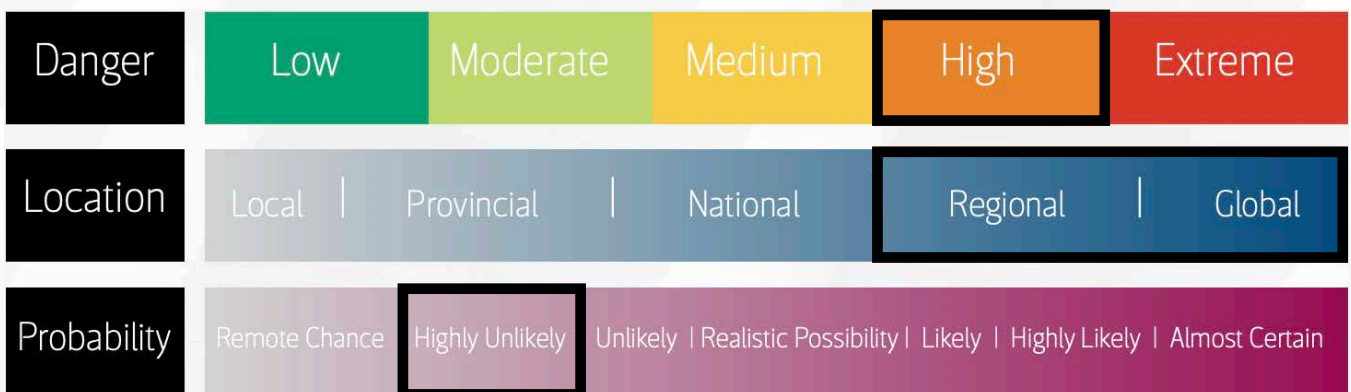 Danger Low Moderate Medium High Extreme
Location Local | Provincial | National Regional | Global
Probability Remote Chance Highly Unlikely Unlikely | Realistic Possibility | Likely | Highly Likely | Almost Certain